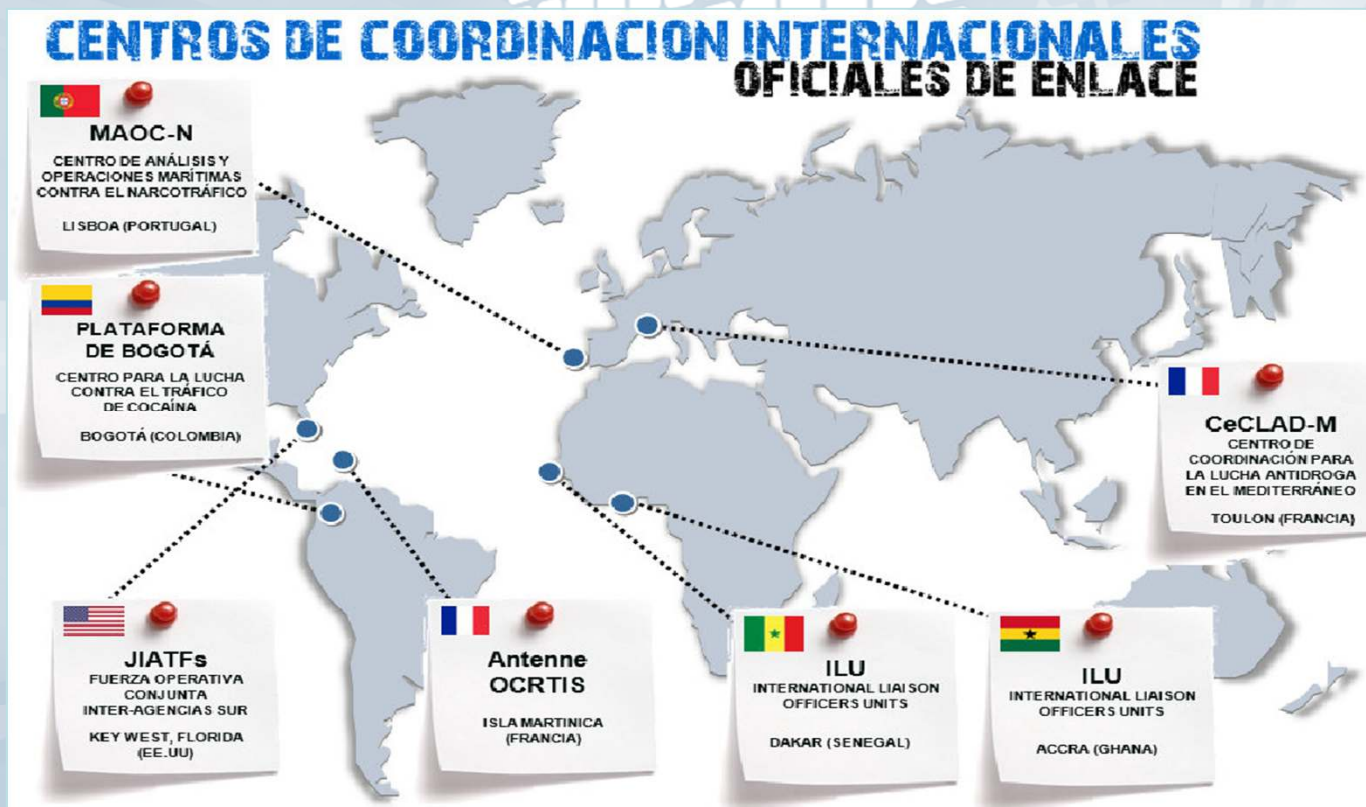 CENTROS DE COORDINACION INTERNACIONALES
OFICIALES DE ENLACE
MAOC-N
CENTRO DE ANÁLISIS Y
OPERACIONES MARÍTIMAS
CONTRA EL NARCOTRÁFICO
LISBOA (PORTUGAL)
PLATAFORMA
DE BOGOTÁ
CENTRO PARA LA LUCHA
CONTRA EL TRÁFICO
DE COCAÍNA
BOGOTÁ (COLOMBIA)
CeCLAD-M
CENTRO DE
COORDINACIÓN PARA
LA LUCHA ANTIDROGA
EN EL MEDITERRÁNEO
TOULON (FRANCIA)
JIATFs
FUERZA OPERATIVA
CONJUNTA
INTER-AGENCIAS SUR
KEY WEST, FLORIDA
(EE.UU)
Antenne
OCRTIS
ISLA MARTINICA
(FRANCIA)
ILU
INTERNATIONAL LIAISON
OFFICERS UNITS
DAKAR (SENEGAL)
ILU
INTERNATIONAL LIAISON
OFFICERS UNITS
ACCRA (GHANA)